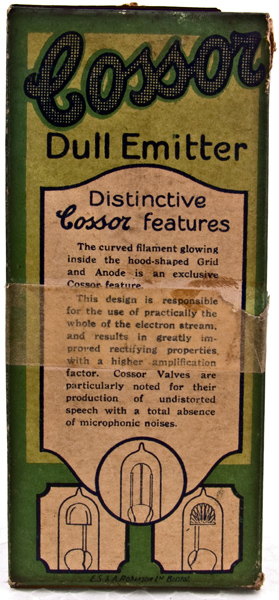 Cossor
Dull Emitter
Distinctive
Cossor features
The curved filament glowing
inside the hood-shaped Grid
and Anode is an exclusive
Cossor feature.
This design is responsible
for the use of practically the
whole of the electron stream,
and results in greatly im-
proved rectifying properties
with a higher amplification
factor. Cossor Valves are
particularly noted for their
production of undistorted
speech with a total absence
of microphonic noises.
E.S. & A. Robinson Ltd Bristol.